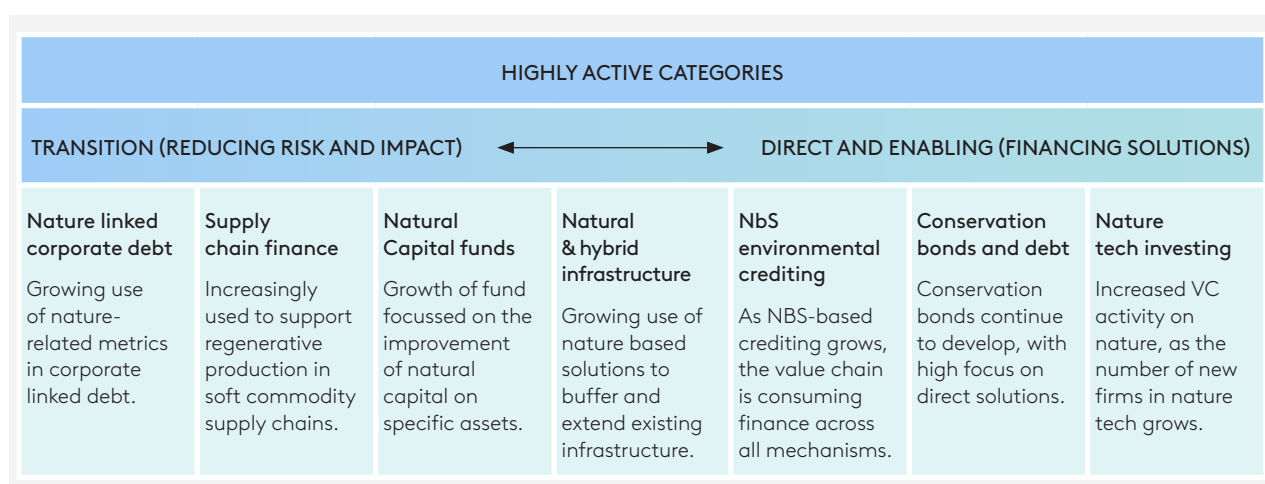 HIGHLY ACTIVE CATEGORIES
TRANSITION (REDUCING RISK AND IMPACT)
DIRECT AND ENABLING (FINANCING SOLUTIONS)
Nature linked
corporate debt
Growing use
of nature-
related metrics
in corporate
linked debt.
Supply
chain finance
Increasingly
used to support
regenerative
production in
soft commodity
supply chains.
Natural
Capital funds
Growth of fund
focussed on the
improvement
of natural
capital on
specific assets.
Natural
& hybrid
infrastructure
Growing use of
nature based
solutions to
buffer and
extend existing
infrastructure.
NbS
environmental
crediting
As NBS-based
crediting grows,
the value chain
is consuming
finance across
all mechanisms.
Conservation
bonds and debt
Conservation
bonds continue
to develop, with
high focus on
direct solutions.
Nature
tech investing
Increased VC
activity on
nature, as the
number of new
firms in nature
tech grows.